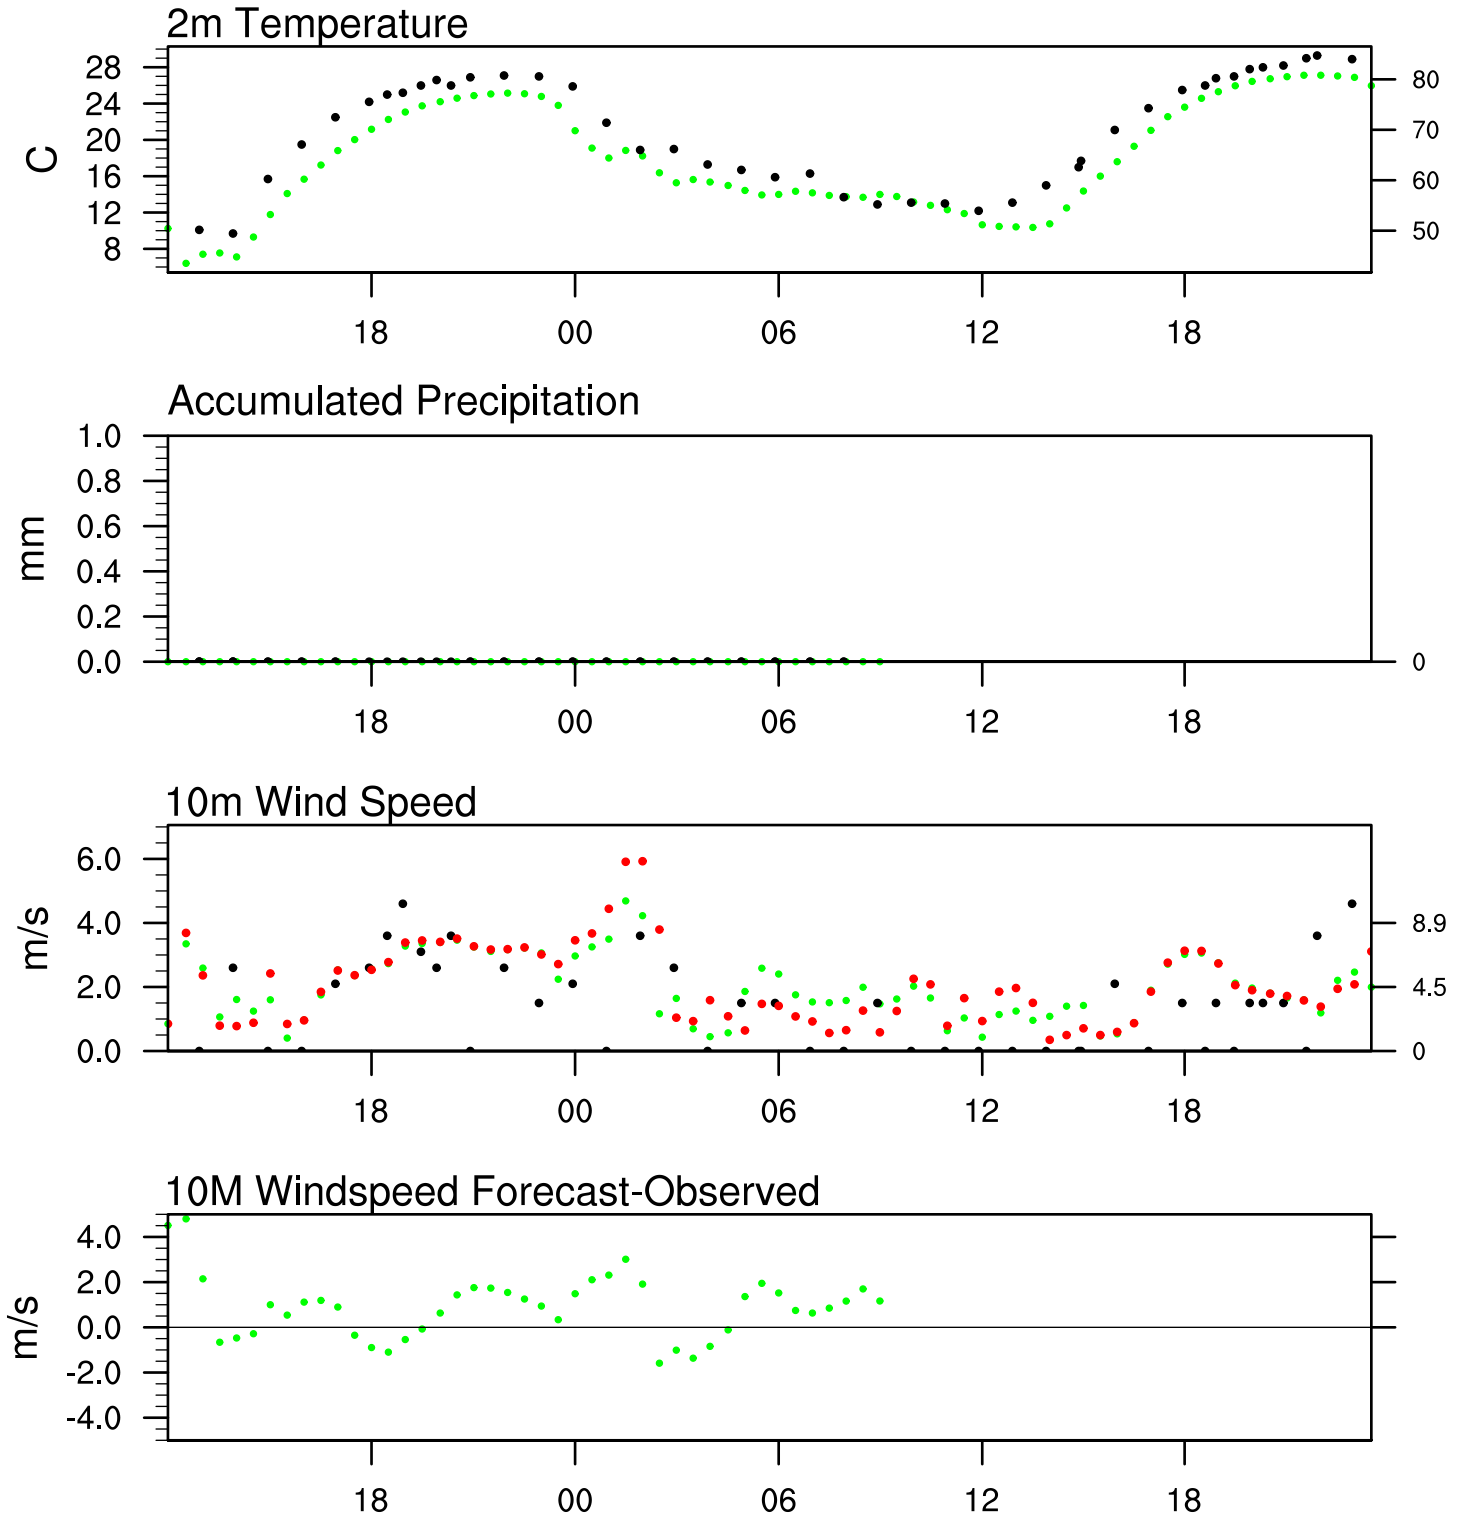 2m Temperature
28
24
20
16
12
8
C
80
70
60
50
18 00 06 12 18
Accumulated Precipitation
1.0
0.8
0.6
0.4
0.2
0.0
mm
0
18 00 06 12 18
10m Wind Speed
6.0
4.0
2.0
0.0
m/s
8.9
4.5
0
18 00 06 12 18
10M Windspeed Forecast-Observed
4.0
2.0
0.0
-2.0
-4.0
m/s
18 00 06 12 18